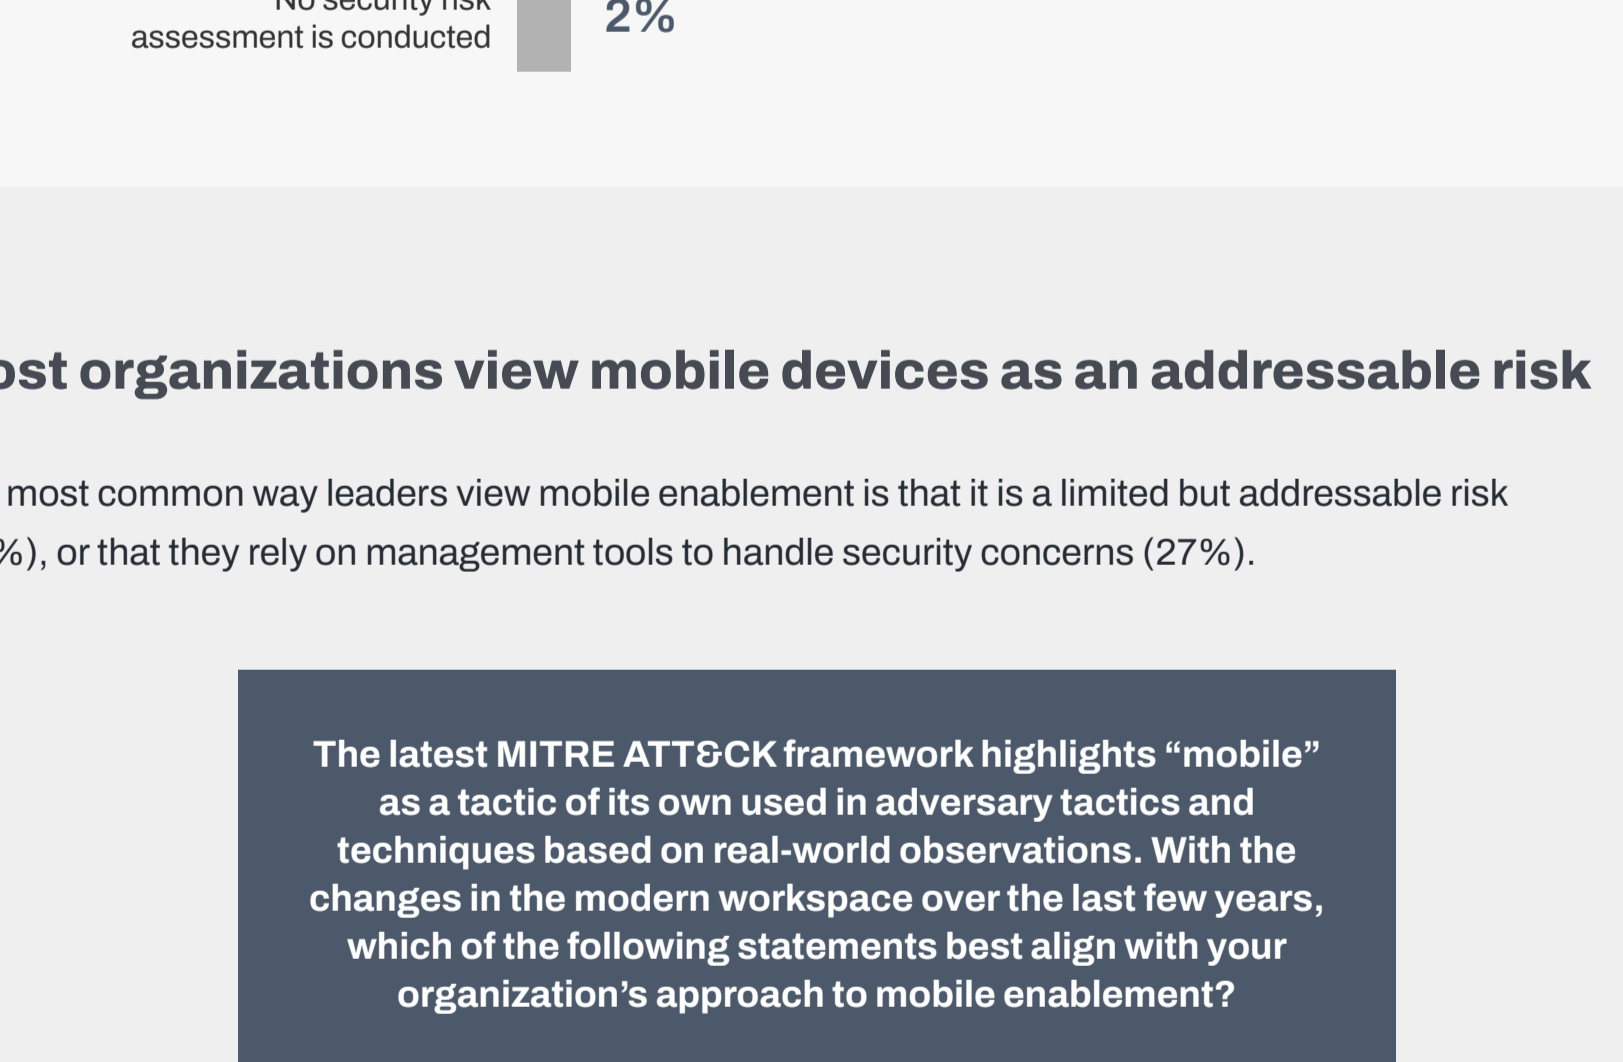 No security risk
assessment is conducted
2%
ost organizations view mobile devices as an addressable risk
most common way leaders view mobile enablement is that it is a limited but addressable risk
%), or that they rely on management tools to handle security concerns (27%).
The latest MITRE ATT&CK framework highlights “mobile”
as a tactic of its own used in adversary tactics and
techniques based on real-world observations. With the
changes in the modern workspace over the last few years,
which of the following statements best align with your
organization’s approach to mobile enablement?